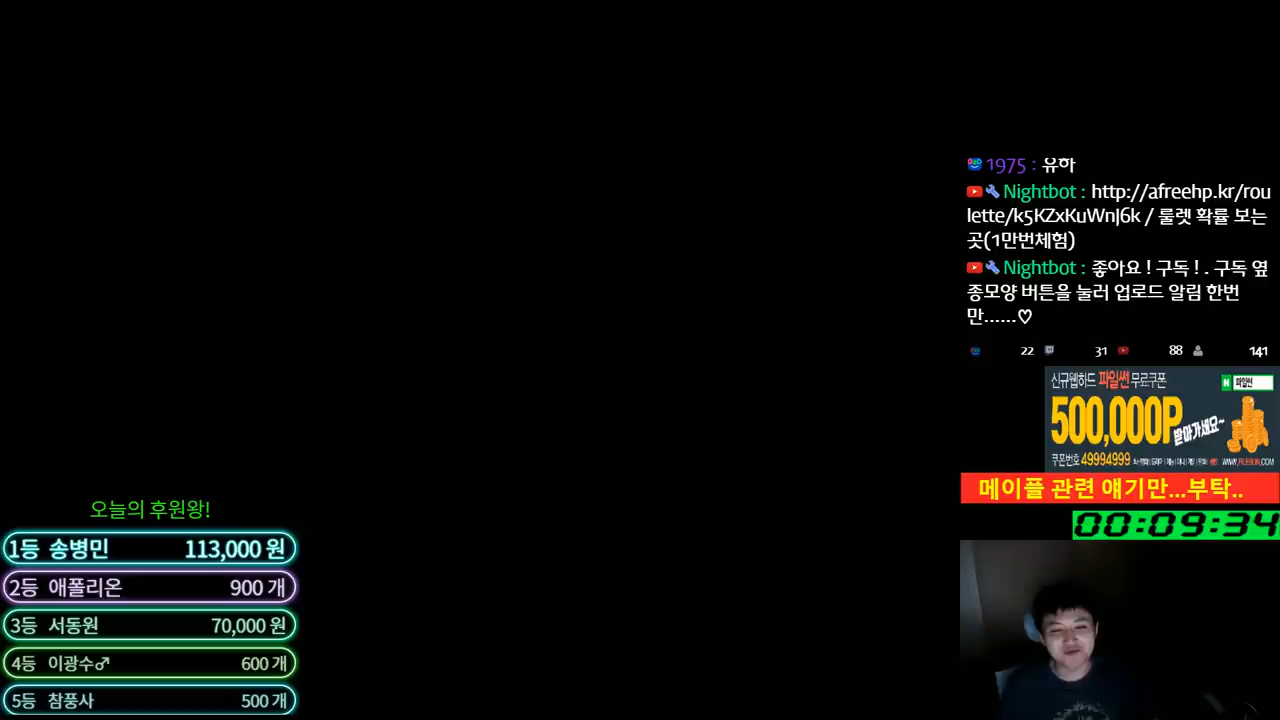 1975 : 유하
Nightbot : http://afreehp.kr/rou
lette/k5KZxKuWnJ6k / 룰렛 확률 보는
곳(1만번체험)
Nightbot : 좋아요 ! 구독 ! . 구독 옆
종모양 버튼을 눌러 업로드 알림 한번
만......♡
22 31 88 141
신규웹하드 파일썬 무료쿠폰
N 파일썬
500,000P
받아가세요~
쿠폰번호 49994999
WWW.FILESUN.COM
메이플 관련 얘기만...부탁..
00:09:34
오늘의 후원왕!
1등 송병민 113,000 원
2등 애폴리온 900 개
3등 서동원 70,000 원
4등 이광수♂ 600 개
5등 참풍사 500 개